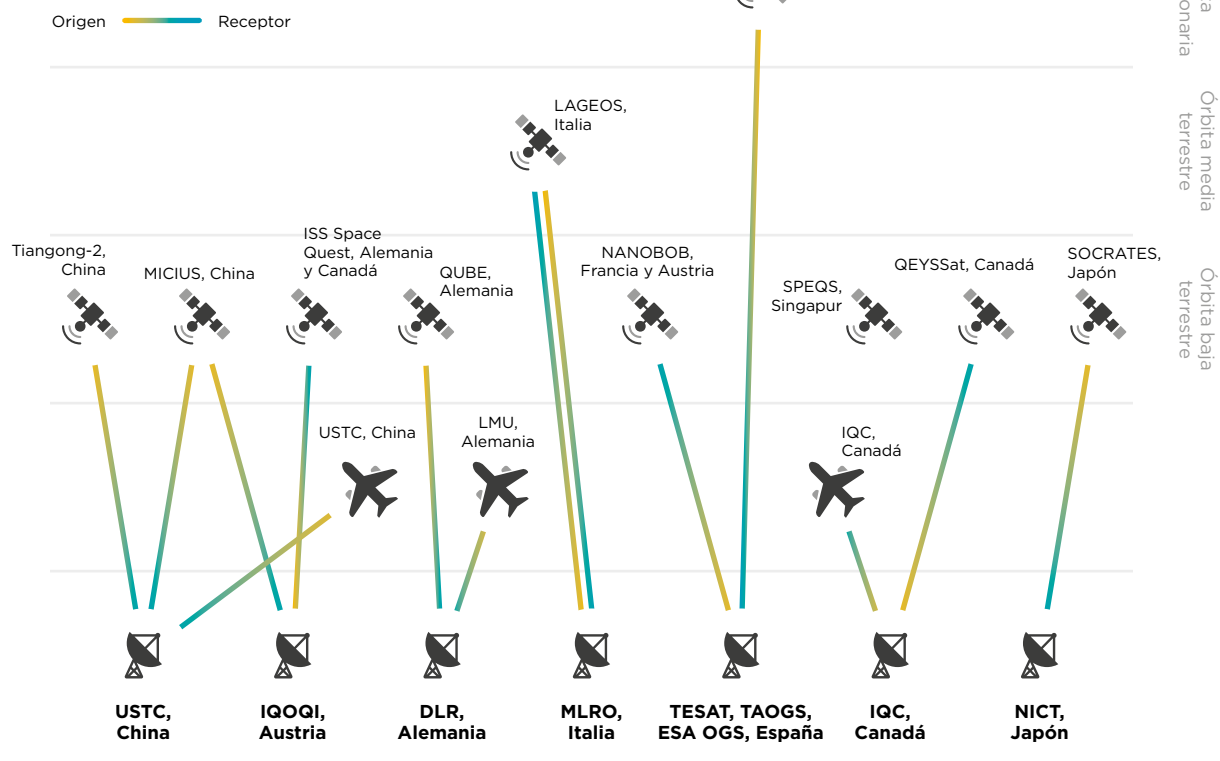 Origen
Receptor
onaria
LAGEOS,
Italia
Órbita media
terrestre
Tiangong-2,
China
MICIUS, China
ISS Space
Quest, Alemania
y Canadá
QUBE,
Alemania
NANOBOB,
Francia y Austria
SPEQS,
Singapur
QEYSSat, Canadá
SOCRATES,
Japón
Órbita baja
terrestre
USTC, China
LMU,
Alemania
IQC,
Canadá
USTC,
China
IQOQI,
Austria
DLR,
Alemania
MLRO,
Italia
TESAT, TAOGS,
ESA OGS, España
IQC,
Canadá
NICT,
Japón